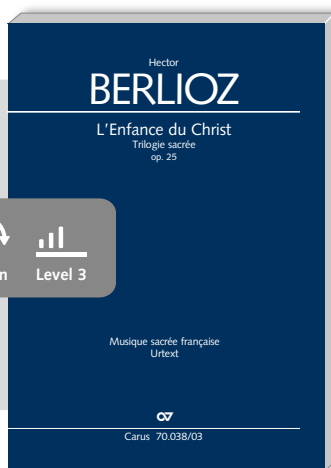 Hector
BERLIOZ
L'Enfance du Christ
Trilogie sacrée
op. 25
Level 3
Musique sacrée française
Urtext
Carus 70.038/03